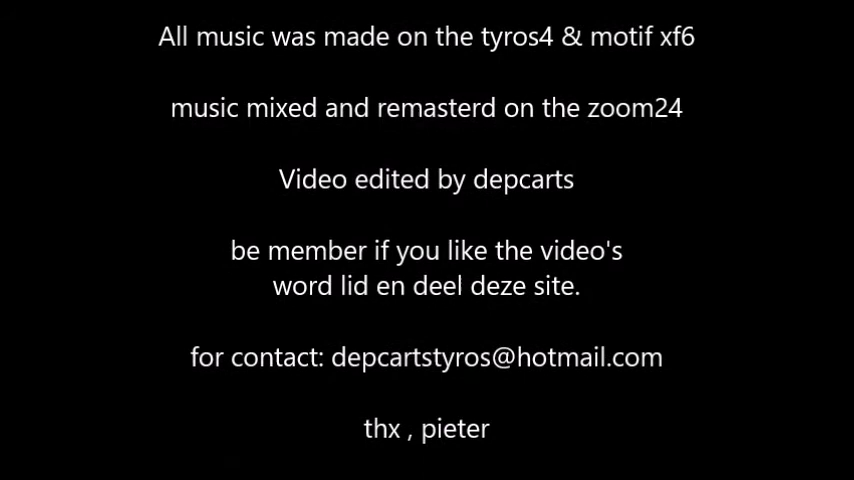 All music was made on the tyros4 & motif xf6
music mixed and remasterd on the zoom24
Video edited by depcarts
be member if you like the video's
word lid en deel deze site.
for contact: depcartstyros@hotmail.com
thx , pieter